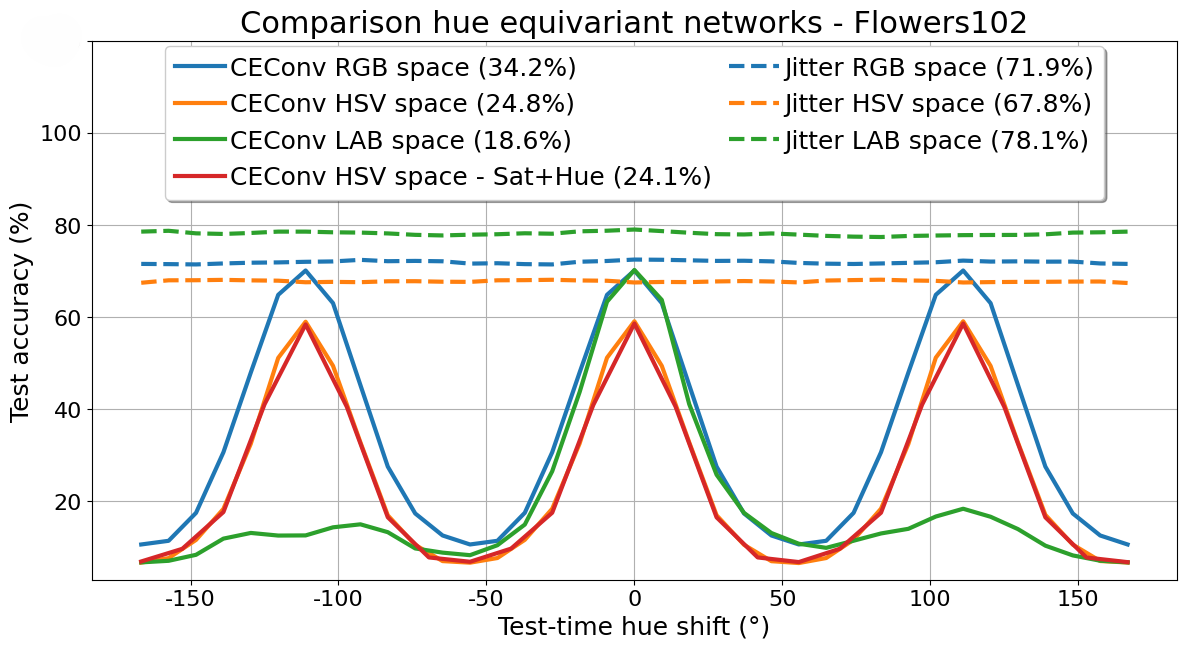 Comparison hue equivariant networks - Flowers102
CEConv RGB space (34.2%)
CEConv HSV space (24.8%)
CEConv LAB space (18.6%)
CEConv HSV space - Sat+Hue (24.1%)
Jitter RGB space (71.9%)
Jitter HSV space (67.8%)
Jitter LAB space (78.1%)
Test accuracy (%)
100
80
60
40
20
-150 -100 -50 0 50 100 150
Test-time hue shift (°)